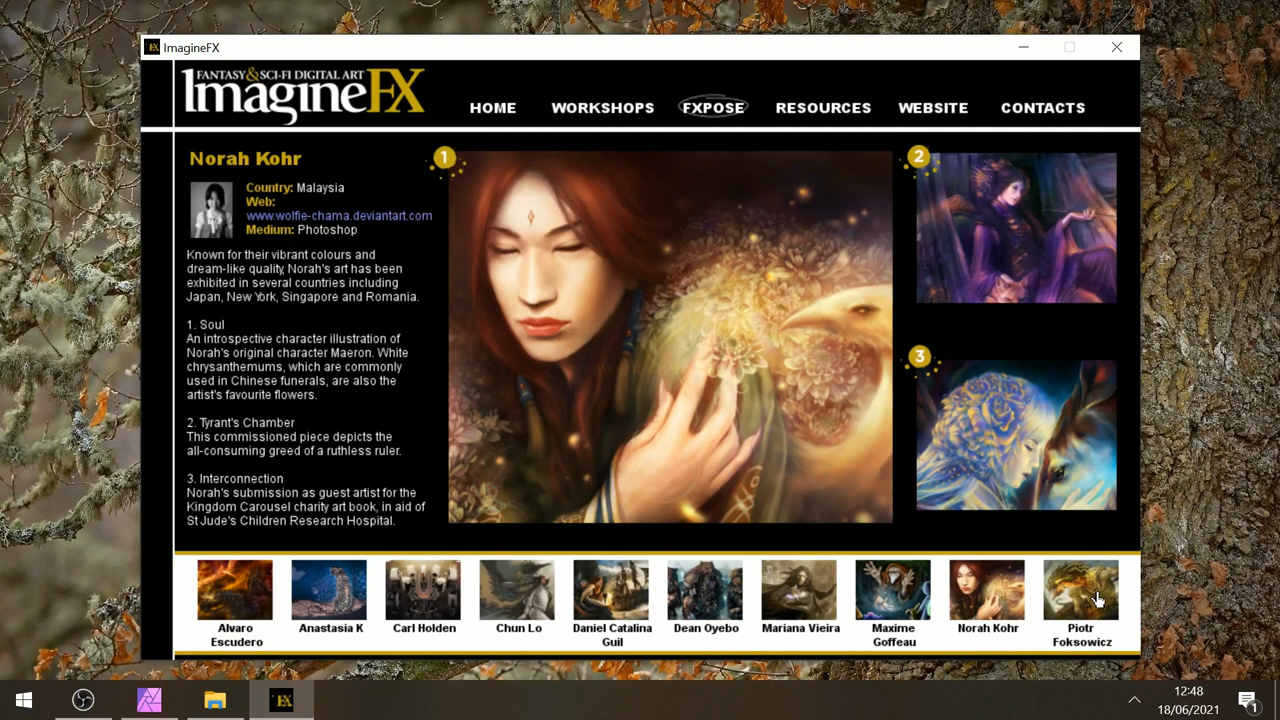 ImagineFX
FANTASY & SCI-FI DIGITAL ART
ImagineFX
HOME WORKSHOPS FXPOSE RESOURCES WEBSITE CONTACTS
Norah Kohr
Country: Malaysia
Web:
www.wolfie-chama.deviantart.com
Medium: Photoshop
Known for their vibrant colours and
dream-like quality, Norah's art has been
exhibited in several countries including
Japan, New York, Singapore and Romania.
1. Soul
An introspective character illustration of
Norah's original character Maeron. White
chrysanthemums, which are commonly
used in Chinese funerals, are also the
artist's favourite flowers.
2. Tyrant's Chamber
This commissioned piece depicts the
all-consuming greed of a ruthless ruler.
3. Interconnection
Norah's submission as guest artist for the
Kingdom Carousel charity art book, in aid of
St Jude's Children Research Hospital.
1
2
3
Alvaro
Escudero
Anastasia K
Carl Holden
Chun Lo
Daniel Catalina
Guil
Dean Oyebo
Mariana Vieira
Maxime
Goffeau
Norah Kohr
Piotr
Foksowicz
FX
12:48
18/06/2021
1